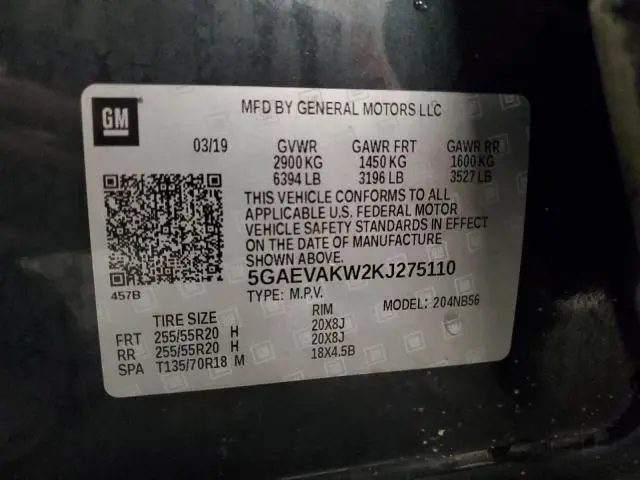 GM
MFD BY GENERAL MOTORS LLC
03/19 GVWR GAWR FRT GAWR RR
2900 KG 1450 KG 1600 KG
6394 LB 3196 LB 3527 LB
THIS VEHICLE CONFORMS TO ALL
APPLICABLE U.S. FEDERAL MOTOR
VEHICLE SAFETY STANDARDS IN EFFECT
ON THE DATE OF MANUFACTURE
SHOWN ABOVE.
5GAEVAKW2KJ275110
457B TYPE: M.P.V. MODEL: 204NB56
TIRE SIZE RIM
FRT 255/55R20 H 20X8J
RR 255/55R20 H 20X8J
SPA T135/70R18 M 18X4.5B